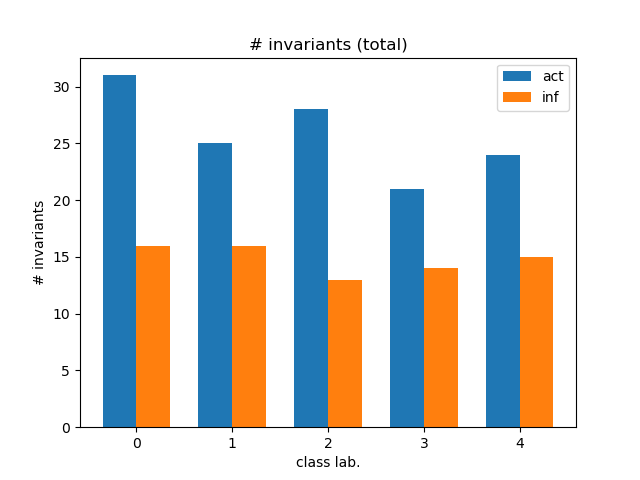 # invariants (total)
act
inf
# invariants
30
25
20
15
10
5
0
0 1 2 3 4
class lab.